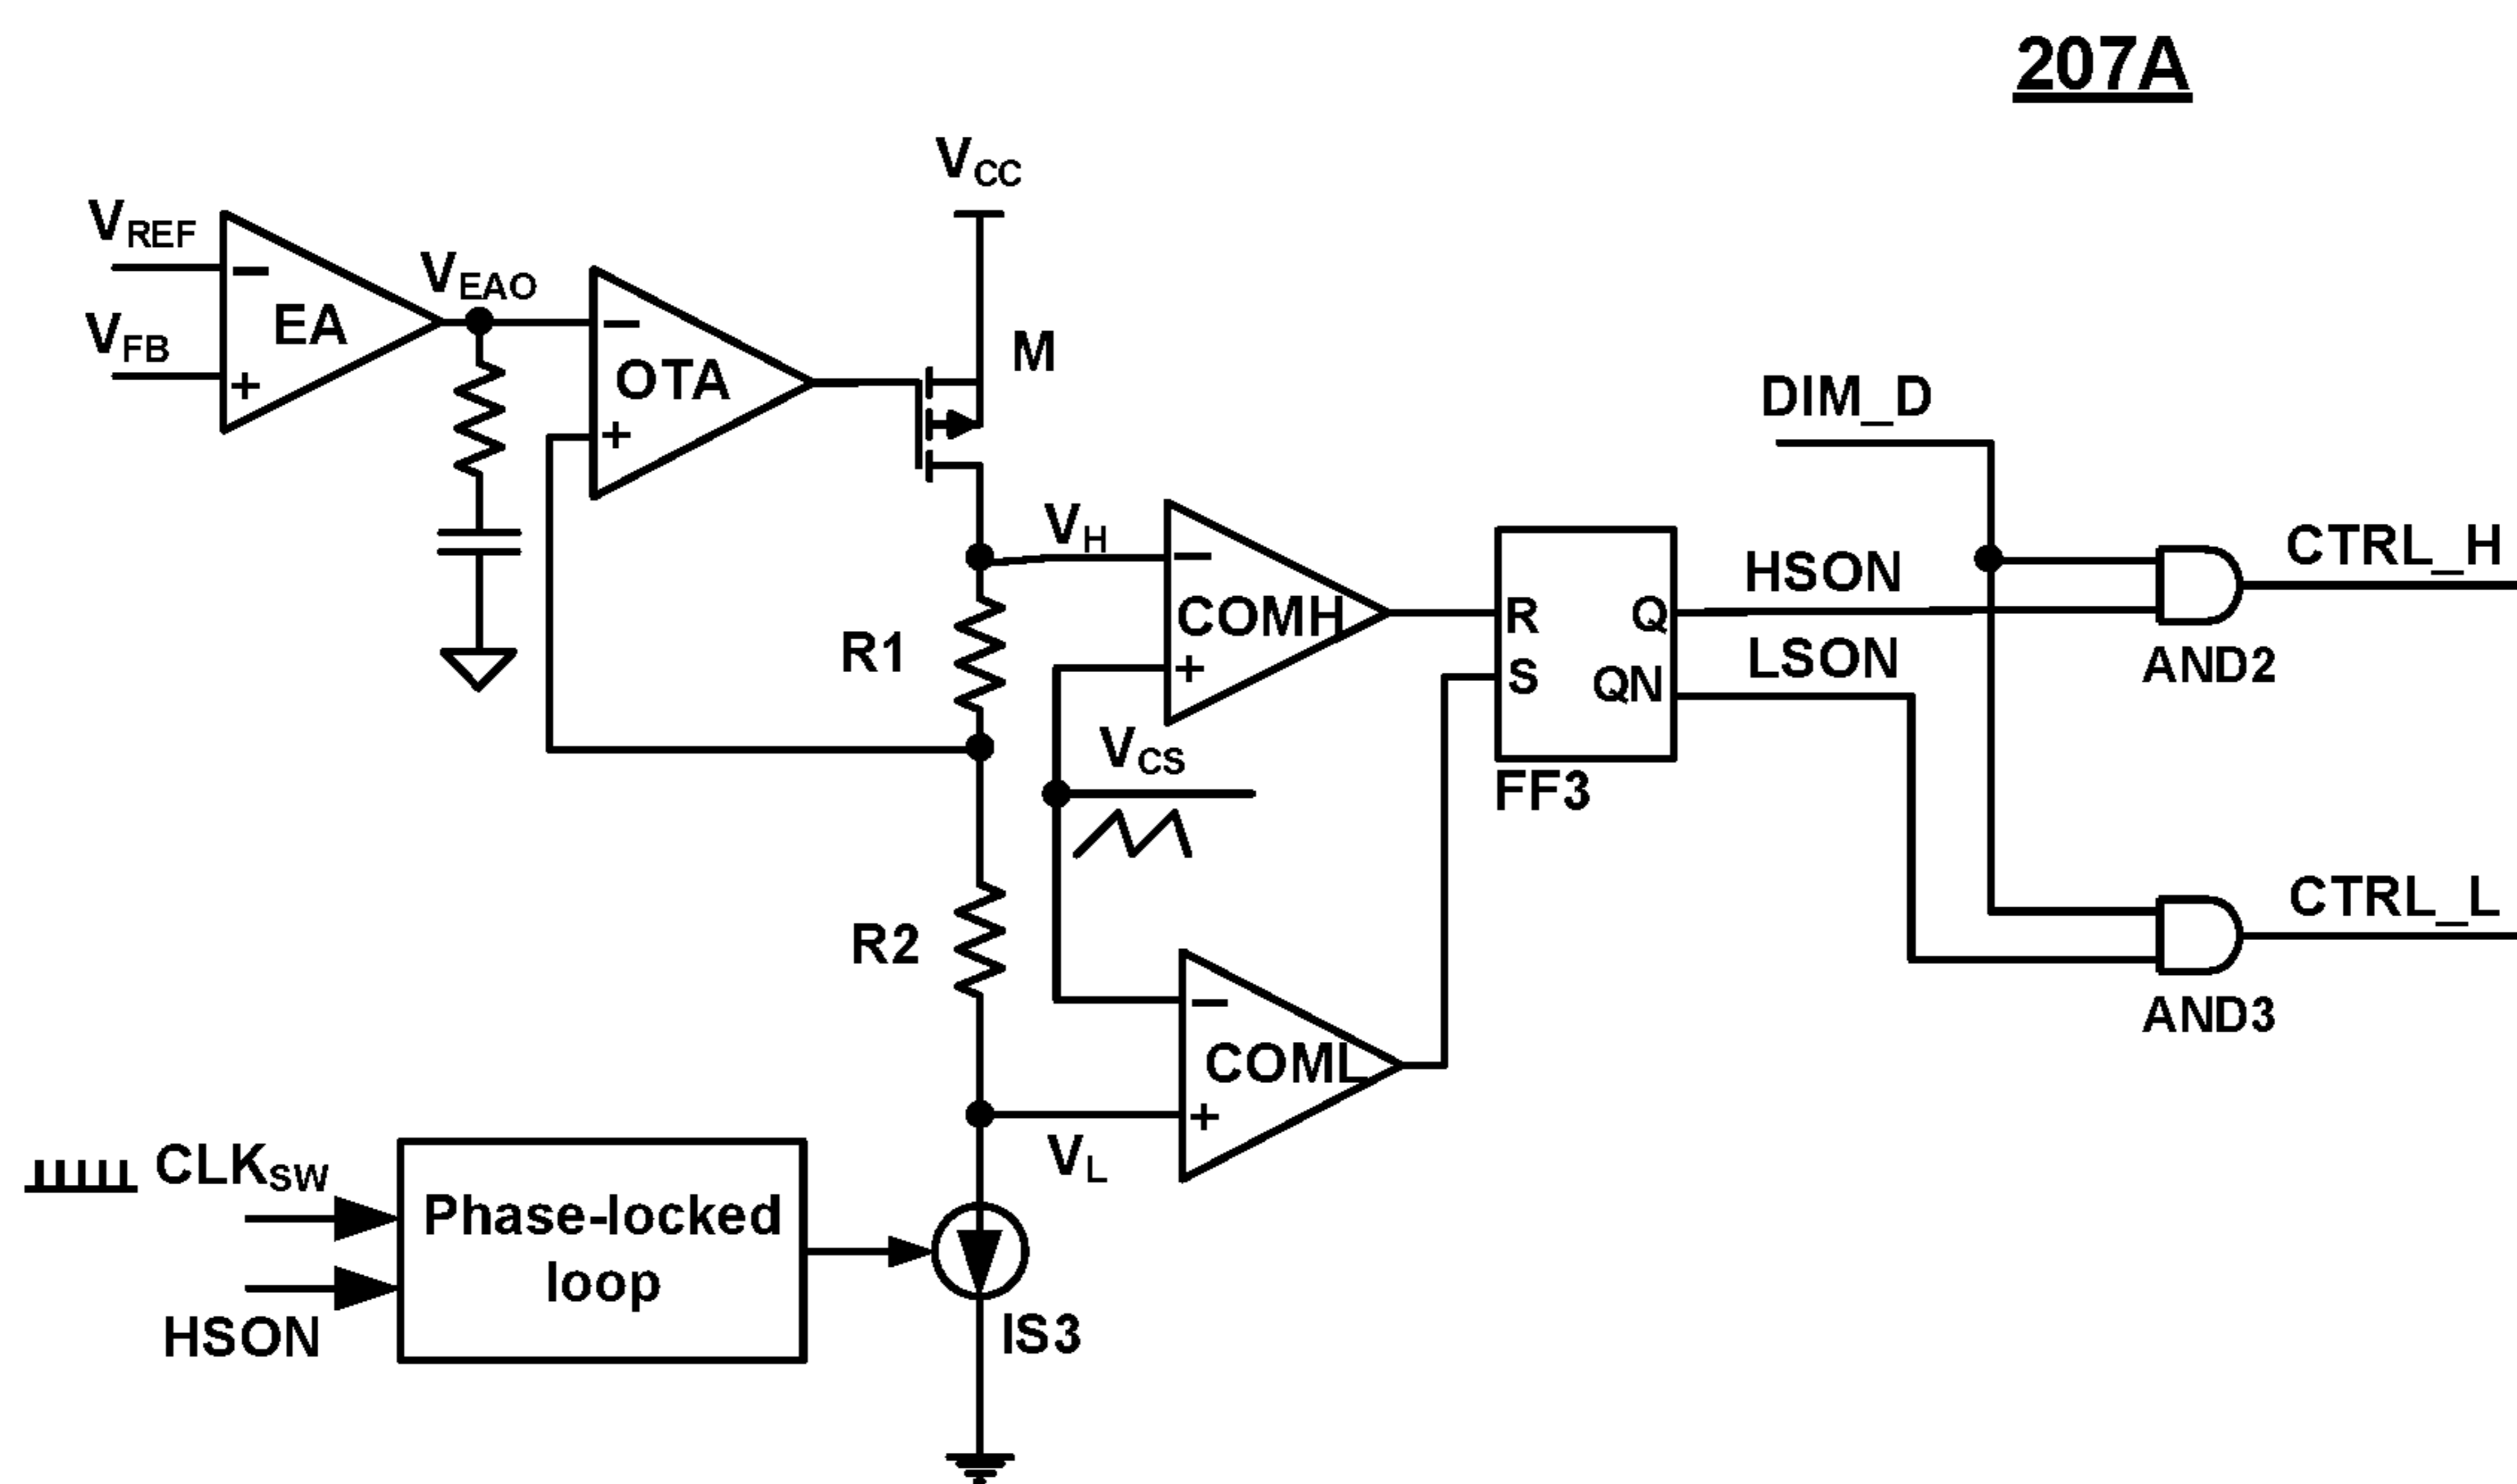 207A
VCC
VREF
VEAO
VFB
−
EA
+
−
OTA
+
M
DIM_D
VH
−
COMH
+
R1
R
Q
S
QN
FF3
HSON
LSON
CTRL_H
AND2
VCS
R2
−
COML
+
VL
CTRL_L
AND3
CLKSW
Phase-locked
loop
HSON
IS3